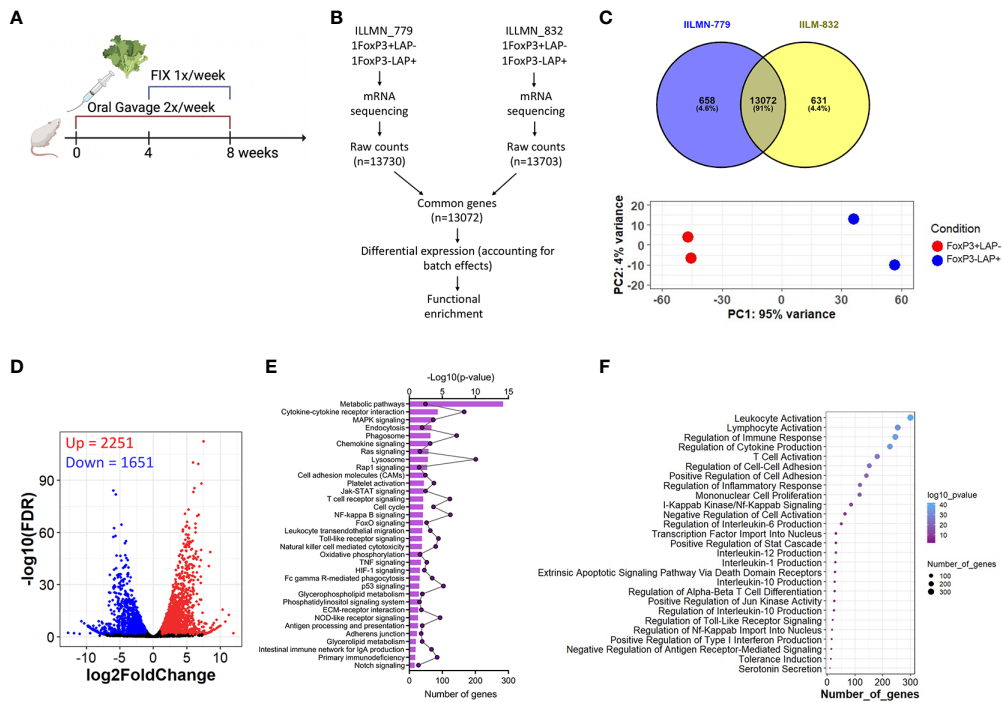 A
FIX 1x/week
Oral Gavage 2x/week
0
4
8 weeks
B
ILLMN_779
1FoxP3+LAP-
1FoxP3-LAP+
ILLMN_832
1FoxP3+LAP-
1FoxP3-LAP+
mRNA
sequencing
mRNA
sequencing
Raw counts
(n=13730)
Raw counts
(n=13703)
Common genes
(n=13072)
Differential expression (accounting for
batch effects)
Functional
enrichment
C
IILMN-779
IILM-832
658
(4.6%)
13072
(91%)
631
(4.4%)
PC2: 4% variance
20
10
0
-10
-20
-60
-30
0
30
60
PC1: 95% variance
Condition
FoxP3+LAP-
FoxP3-LAP+
D
Up = 2251
Down = 1651
-log10(FDR)
90
60
30
0
-10
-5
0
5
10
log2FoldChange
E
-Log10(p-value)
0
5
10
15
Metabolic pathways
Cytokine-cytokine receptor interaction
MAPK signaling
Endocytosis
Phagosome
Chemokine signaling
Ras signaling
Lysosome
Rap1 signaling
Cell adhesion molecules (CAMs)
Platelet activation
Jak-STAT signaling
T cell receptor signaling
Cell cycle
NF-kappa B signaling
FoxO signaling
Leukocyte transendothelial migration
Toll-like receptor signaling
Natural killer cell mediated cytotoxicity
Oxidative phosphorylation
TNF signaling
HIF-1 signaling
Fc gamma R-mediated phagocytosis
p53 signaling
Glycerophospholipid metabolism
Phosphatidylinositol signaling system
ECM-receptor interaction
NOD-like receptor signaling
Antigen processing and presentation
Adherens junction
Glycerolipid metabolism
Intestinal immune network for IgA production
Primary immunodeficiency
Notch signaling
0
100
200
300
Number of genes
F
Leukocyte Activation
Lymphocyte Activation
Regulation of Immune Response
Regulation of Cytokine Production
T Cell Activation
Regulation of Cell-Cell Adhesion
Positive Regulation of Cell Adhesion
Regulation of Inflammatory Response
Mononuclear Cell Proliferation
I-Kappab Kinase/Nf-Kappab Signaling
Negative Regulation of Cell Activation
Regulation of Interleukin-6 Production
Transcription Factor Import Into Nucleus
Positive Regulation of Stat Cascade
Interleukin-12 Production
Interleukin-1 Production
Extrinsic Apoptotic Signaling Pathway Via Death Domain Receptors
Interleukin-10 Production
Regulation of Alpha-Beta T Cell Differentiation
Positive Regulation of Jun Kinase Activity
Regulation of Interleukin-10 Production
Regulation of Toll-Like Receptor Signaling
Regulation of Nf-Kappab Import Into Nucleus
Positive Regulation of Type I Interferon Production
Negative Regulation of Antigen Receptor-Mediated Signaling
Tolerance Induction
Serotonin Secretion
0
100
200
300
Number_of_genes
log10_pvalue
40
30
20
10
Number_of_genes
100
200
300